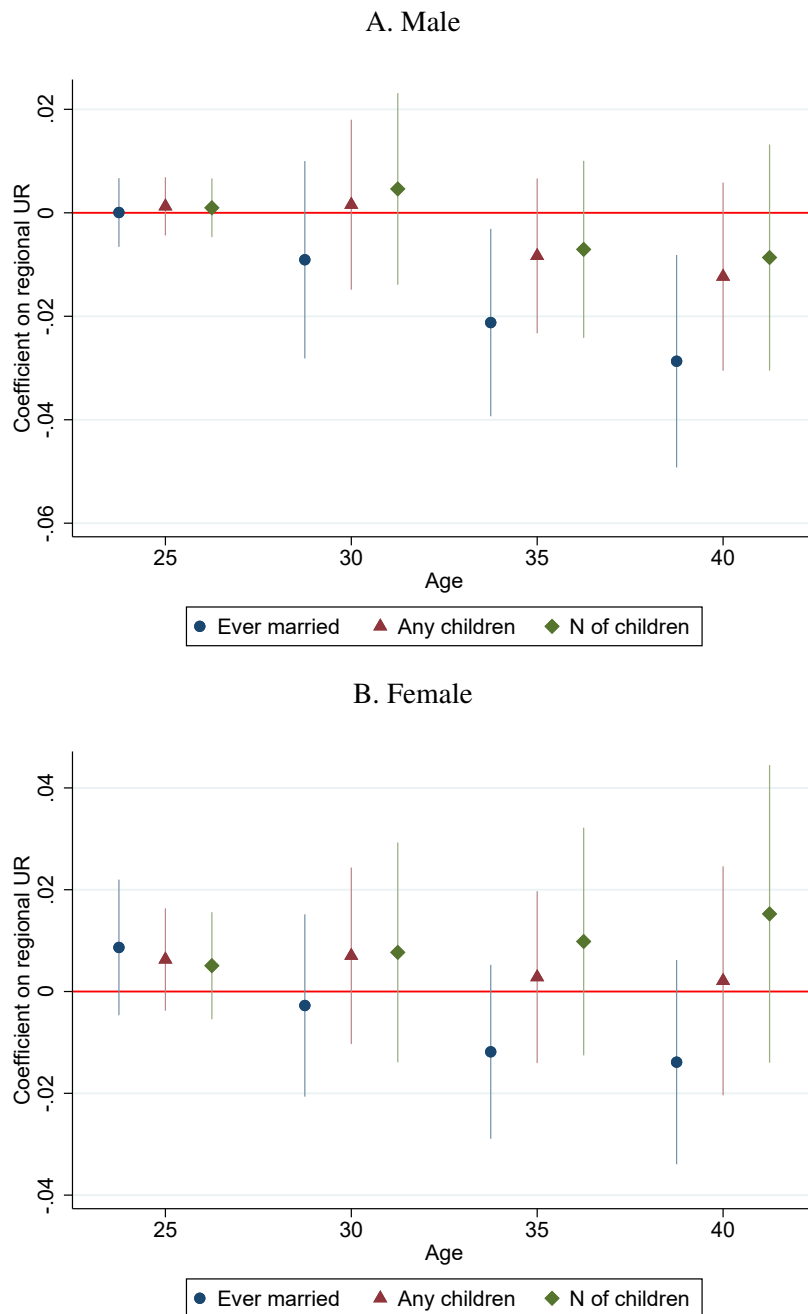 A. Male
Coefficient on regional UR
.02
0
-.02
-.04
-.06
25 30 35 40
Age
Ever married Any children N of children
B. Female
Coefficient on regional UR
.04
.02
0
-.02
-.04
25 30 35 40
Age
Ever married Any children N of children